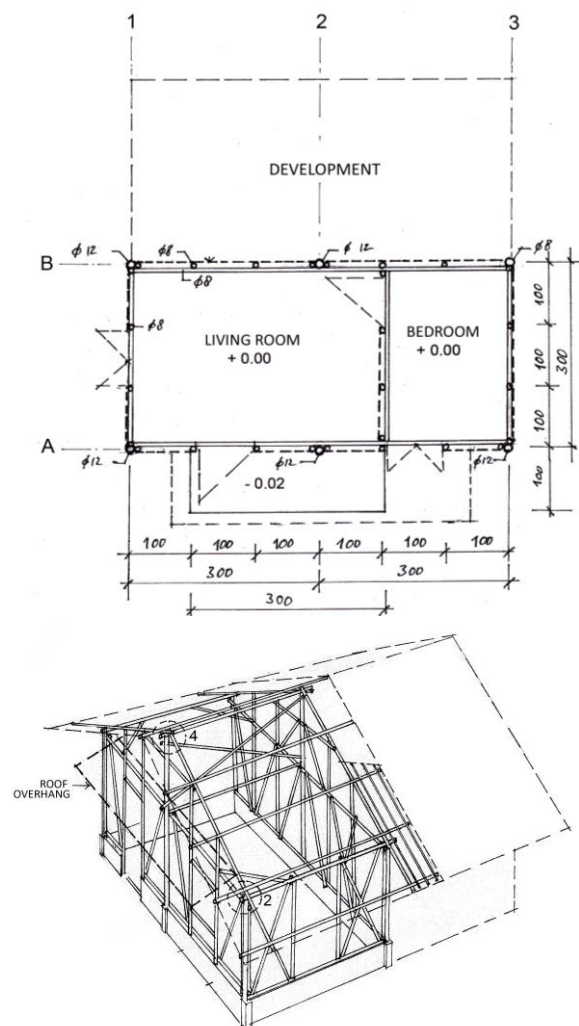 1 2 3
DEVELOPMENT
ϕ12 ϕ8 ϕ12 ϕ8
B
ϕ8
100
ϕ8
LIVING ROOM
+ 0.00
BEDROOM
+ 0.00
100
300
100
A
ϕ12 ϕ12 ϕ12
- 0.02
100
100 100 100 100 100 100
300 300
300
4
ROOF
OVERHANG
2